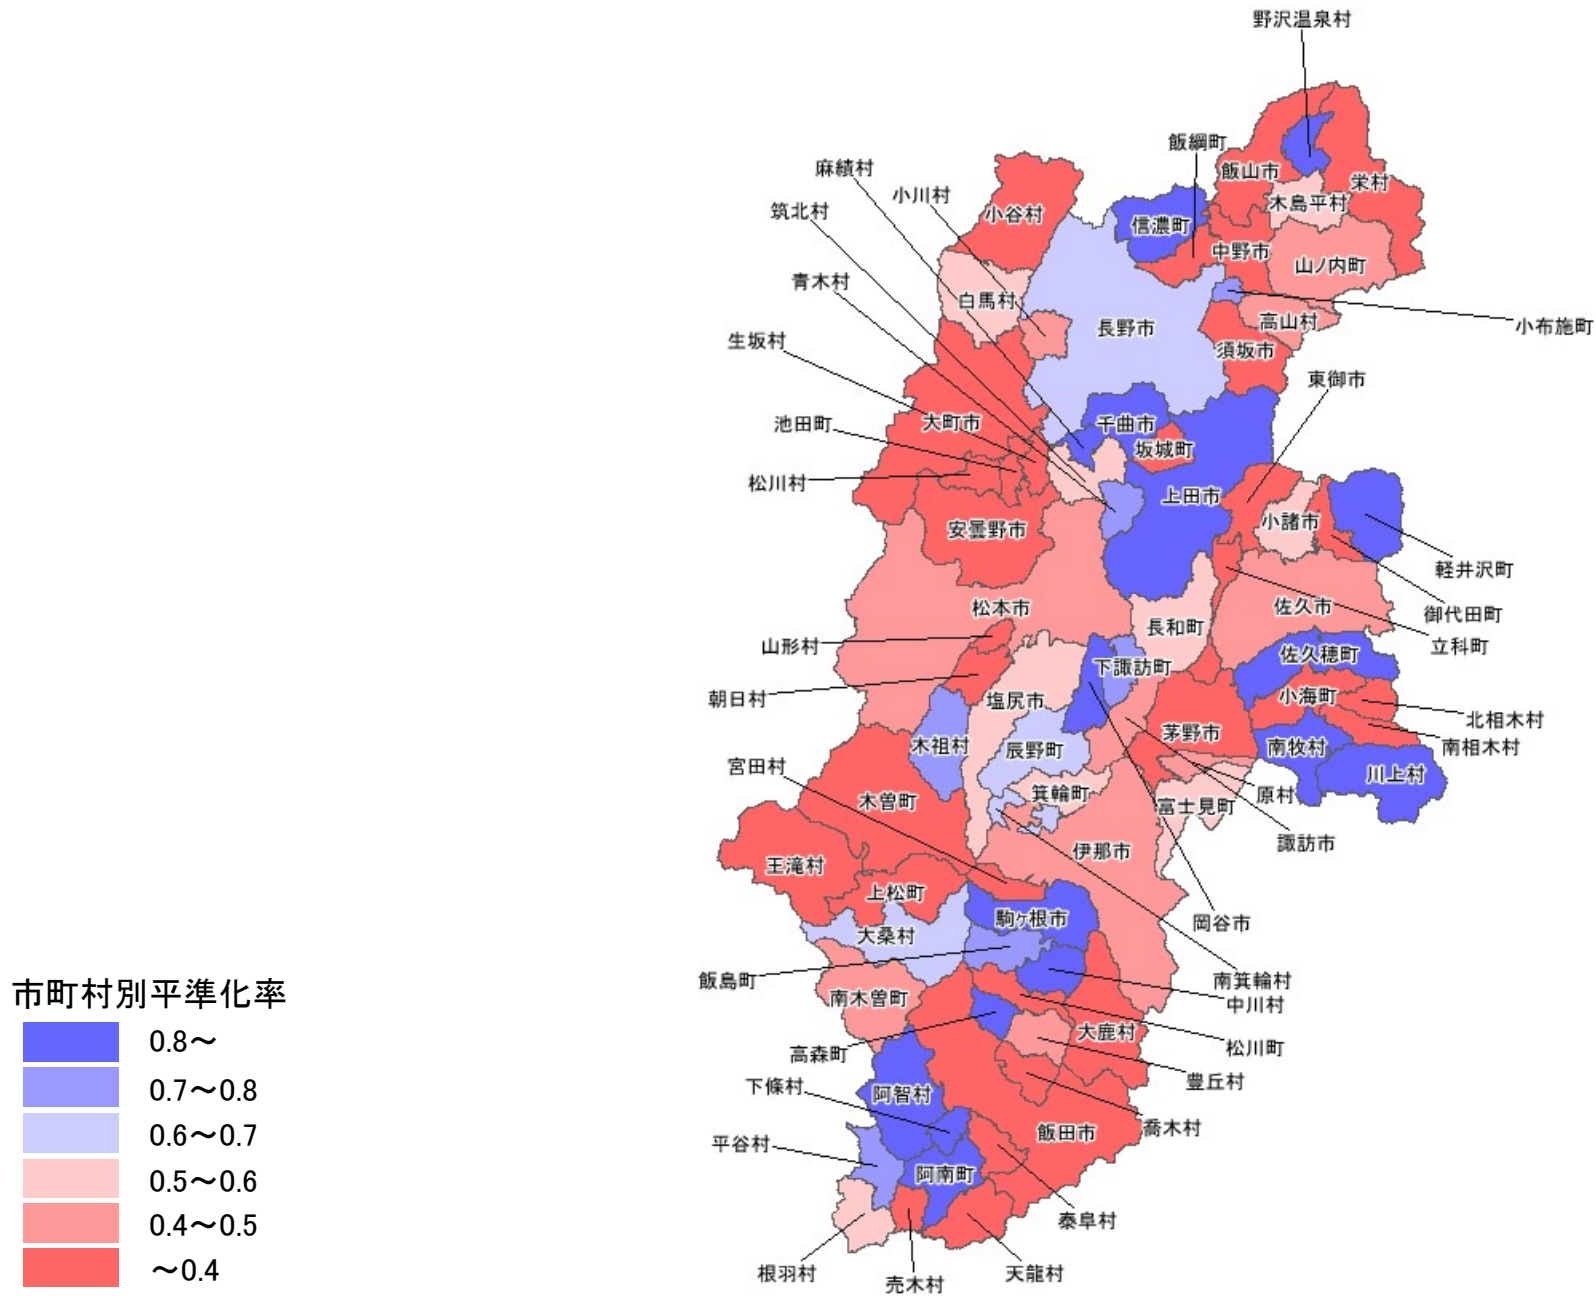 野沢温泉村
飯綱町
麻績村
飯山市
栄村
小川村
木島平村
筑北村
小谷村
信濃町
中野市
山ノ内町
青木村
白馬村
高山村
小布施町
長野市
生坂村
須坂市
東御市
池田町
大町市
千曲市
坂城町
松川村
上田市
安曇野市
小諸市
軽井沢町
松本市
長和町
佐久市
御代田町
山形村
立科町
下諏訪町
佐久穂町
朝日村
塩尻市
小海町
北相木村
木祖村
辰野町
茅野市
南牧村
南相木村
宮田村
川上村
木曽町
箕輪町
富士見町
原村
諏訪市
王滝村
伊那市
上松町
駒ヶ根市
岡谷市
大桑村
飯島町
南箕輪村
南木曽町
中川村
大鹿村
高森町
松川町
下條村
阿智村
豊丘村
喬木村
平谷村
飯田市
阿南町
泰阜村
根羽村
売木村
天龍村
市町村別平準化率
0.8～
0.7～0.8
0.6～0.7
0.5～0.6
0.4～0.5
～0.4